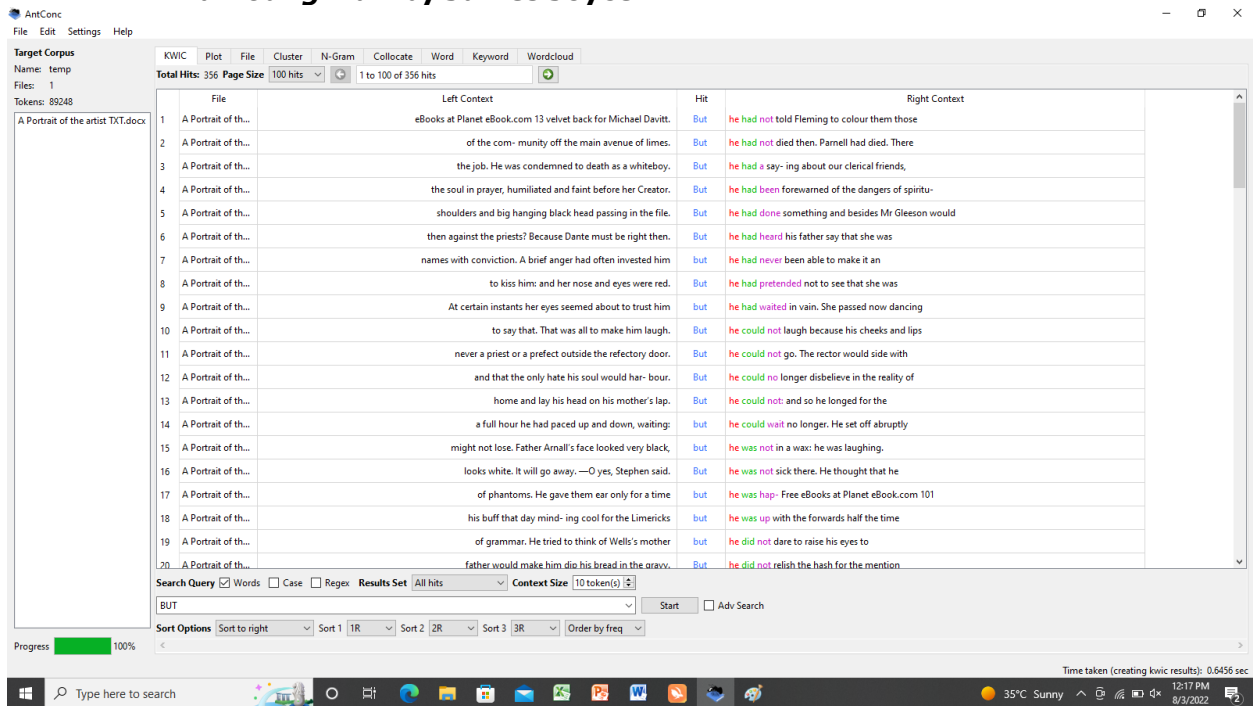 AntConc
File Edit Settings Help
Target Corpus
Name: temp
Files: 1
Tokens: 89248
A Portrait of the artist TXT.docx
Progress 100%
KWIC Plot File Cluster N-Gram Collocate Word Keyword Wordcloud
Total Hits: 356 Page Size 100 hits 1 to 100 of 356 hits
File Left Context Hit Right Context
1 A Portrait of th... eBooks at Planet eBook.com 13 velvet back for Michael Davitt. But he had not told Fleming to colour them those
2 A Portrait of th... of the com- munity off the main avenue of limes. But he had not died then. Parnell had died. There
3 A Portrait of th... the job. He was condemned to death as a whiteboy. But he had a say- ing about our clerical friends,
4 A Portrait of th... the soul in prayer, humiliated and faint before her Creator. But he had been forewarned of the dangers of spiritu-
5 A Portrait of th... shoulders and big hanging black head passing in the file. But he had done something and besides Mr Gleeson would
6 A Portrait of th... then against the priests? Because Dante must be right then. But he had heard his father say that she was
7 A Portrait of th... names with conviction. A brief anger had often invested him but he had never been able to make it an
8 A Portrait of th... to kiss him: and her nose and eyes were red. But he had pretended not to see that she was
9 A Portrait of th... At certain instants her eyes seemed about to trust him but he had waited in vain. She passed now dancing
10 A Portrait of th... to say that. That was all to make him laugh. But he could not laugh because his cheeks and lips
11 A Portrait of th... never a priest or a prefect outside the refectory door. But he could not go. The rector would side with
12 A Portrait of th... and that the only hate his soul would har- bour. But he could no longer disbelieve in the reality of
13 A Portrait of th... home and lay his head on his mother's lap. But he could not: and so he longed for the
14 A Portrait of th... a full hour he had paced up and down, waiting: but he could wait no longer. He set off abruptly
15 A Portrait of th... might not lose. Father Arnall's face looked very black, but he was not in a wax: he was laughing.
16 A Portrait of th... looks white. It will go away. —O yes, Stephen said. But he was not sick there. He thought that he
17 A Portrait of th... of phantoms. He gave them ear only for a time but he was hap- Free eBooks at Planet eBook.com 101
18 A Portrait of th... his buff that day mind- ing cool for the Limericks but he was up with the forwards half the time
19 A Portrait of th... of grammar. He tried to think of Wells's mother but he did not dare to raise his eyes to
20 A Portrait of th... father would make him dip his bread in the gravy. But he did not relish the hash for the mention
Search Query Words Case Regex Results Set All hits Context Size 10 token(s)
BUT Start Adv Search
Sort Options Sort to right Sort 1 1R Sort 2 2R Sort 3 3R Order by freq
Time taken (creating kwic results): 0.6456 sec
Type here to search
35°C Sunny 12:17 PM
8/3/2022
2